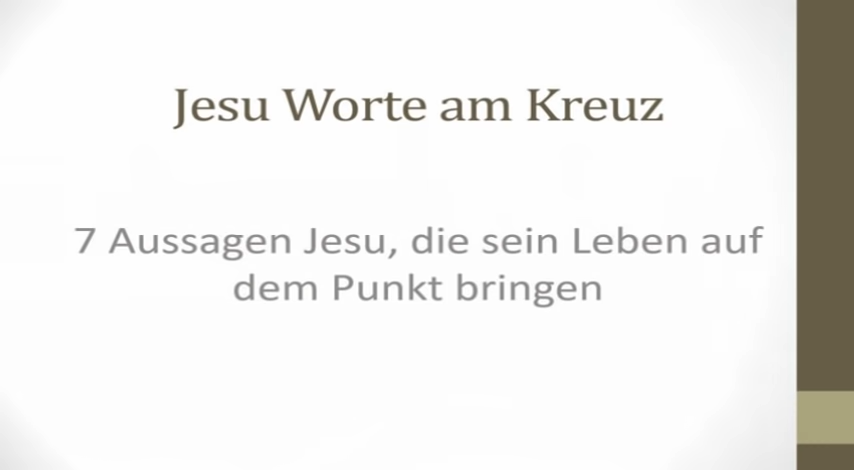 Jesu Worte am Kreuz
7 Aussagen Jesu, die sein Leben auf
dem Punkt bringen